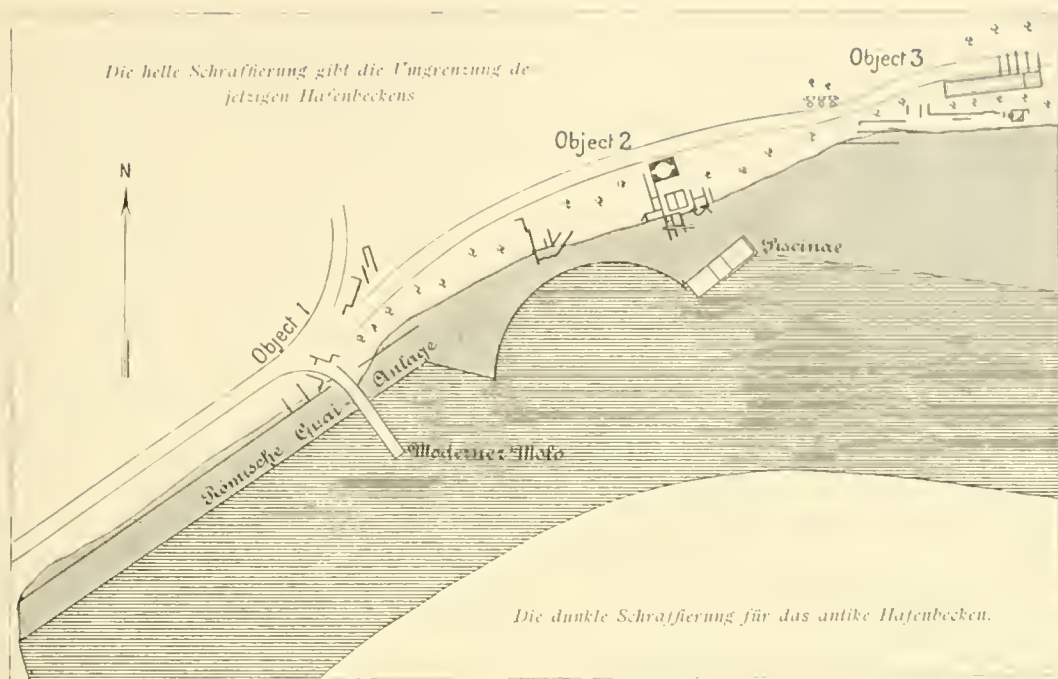 Die helle Schraffierung gibt die Umgrenzung de
jetzigen Hafenbeckens
Object 3
Object 2
N
Piscinae
Object 1
Römische Quai-Anlage
Moderner Molo
Die dunkle Schraffierung für das antike Hafenbecken.